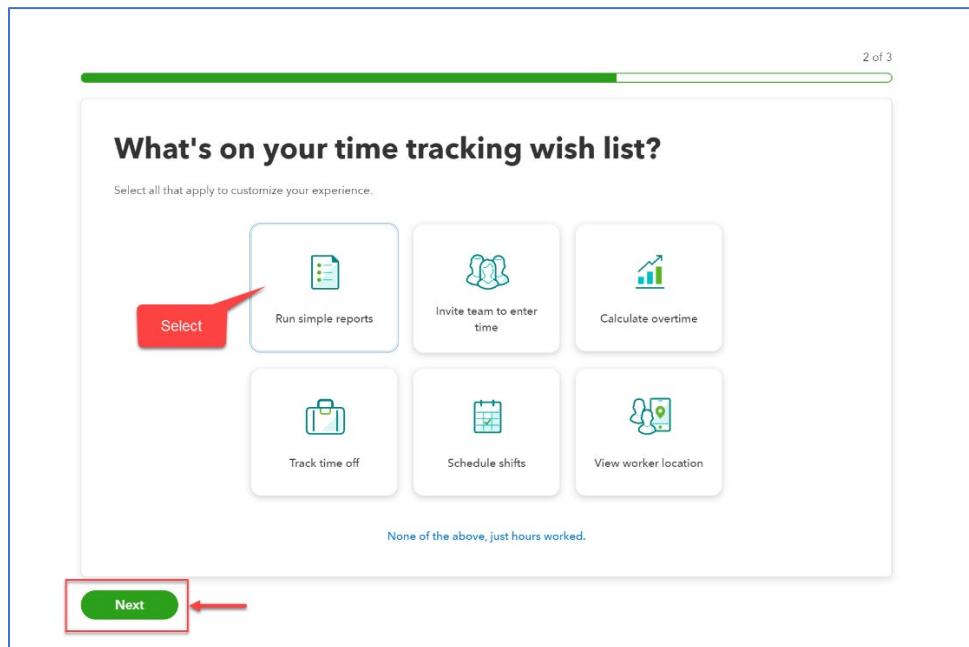 2 of 3
What's on your time tracking wish list?
Select all that apply to customize your experience.
Select
Run simple reports
Invite team to enter
time
Calculate overtime
Track time off
Schedule shifts
View worker location
None of the above, just hours worked.
Next